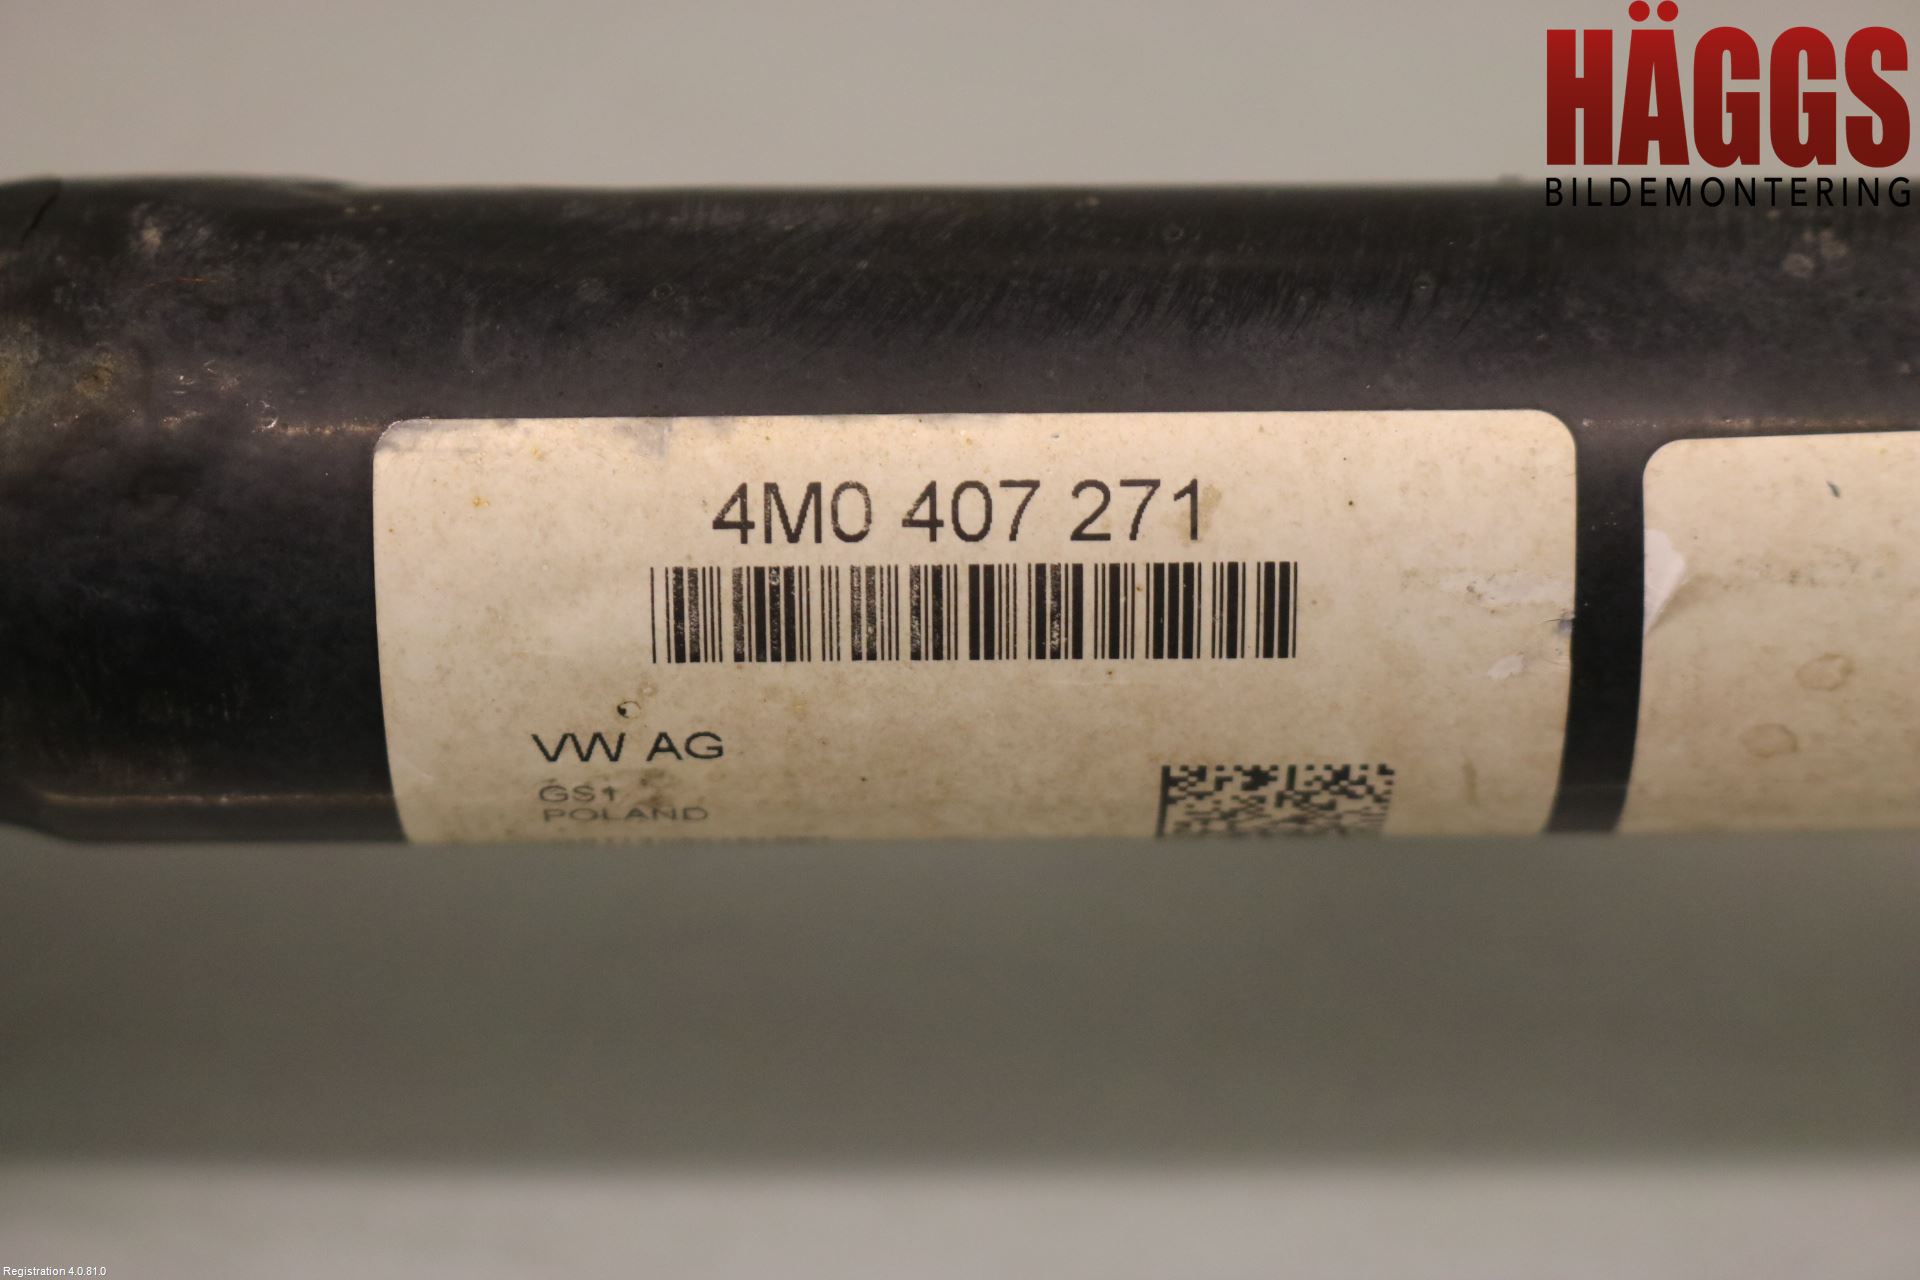 HÄGGS
BILDEMONTERING
4M0 407 271
VW AG
GS1
POLAND
Registration 4.0.81.0